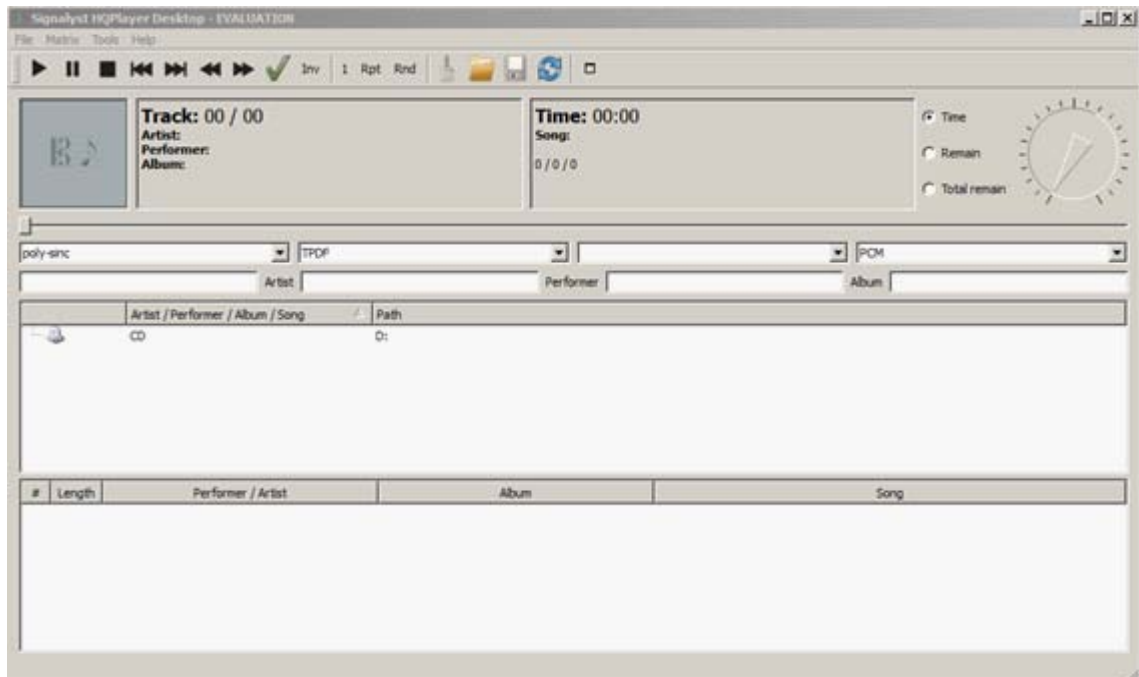 Signalyst HQPlayer Desktop - EVALUATION
File Matrix Tools Help
Inv 1 Rpt Rnd
Track: 00 / 00
Artist:
Performer:
Album:
Time: 00:00
Song:
0 / 0 / 0
Time
Remain
Total remain
poly-sinc TPDF PCM
Artist Performer Album
Artist / Performer / Album / Song Path
CD D:
# Length Performer / Artist Album Song